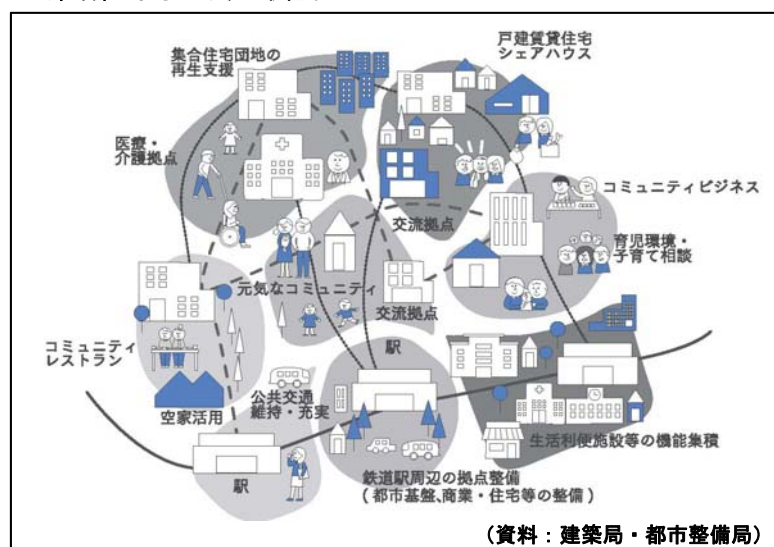 集合住宅団地の
再生支援
戸建賃貸住宅
シェアハウス
医療・
介護拠点
コミュニティビジネス
交流拠点
育児環境・
子育て相談
元気なコミュニティ
交流拠点
コミュニティ
レストラン
駅
公共交通
維持・充実
空家活用
生活利便施設等の機能集積
駅
鉄道駅周辺の拠点整備
(都市基盤、商業・住宅等の整備)
(資料：建築局・都市整備局)